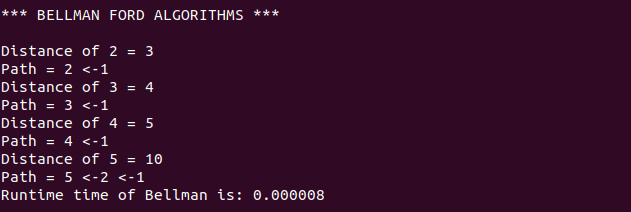 *** BELLMAN FORD ALGORITHMS ***
Distance of 2 = 3
Path = 2 <-1
Distance of 3 = 4
Path = 3 <-1
Distance of 4 = 5
Path = 4 <-1
Distance of 5 = 10
Path = 5 <-2 <-1
Runtime time of Bellman is: 0.000008